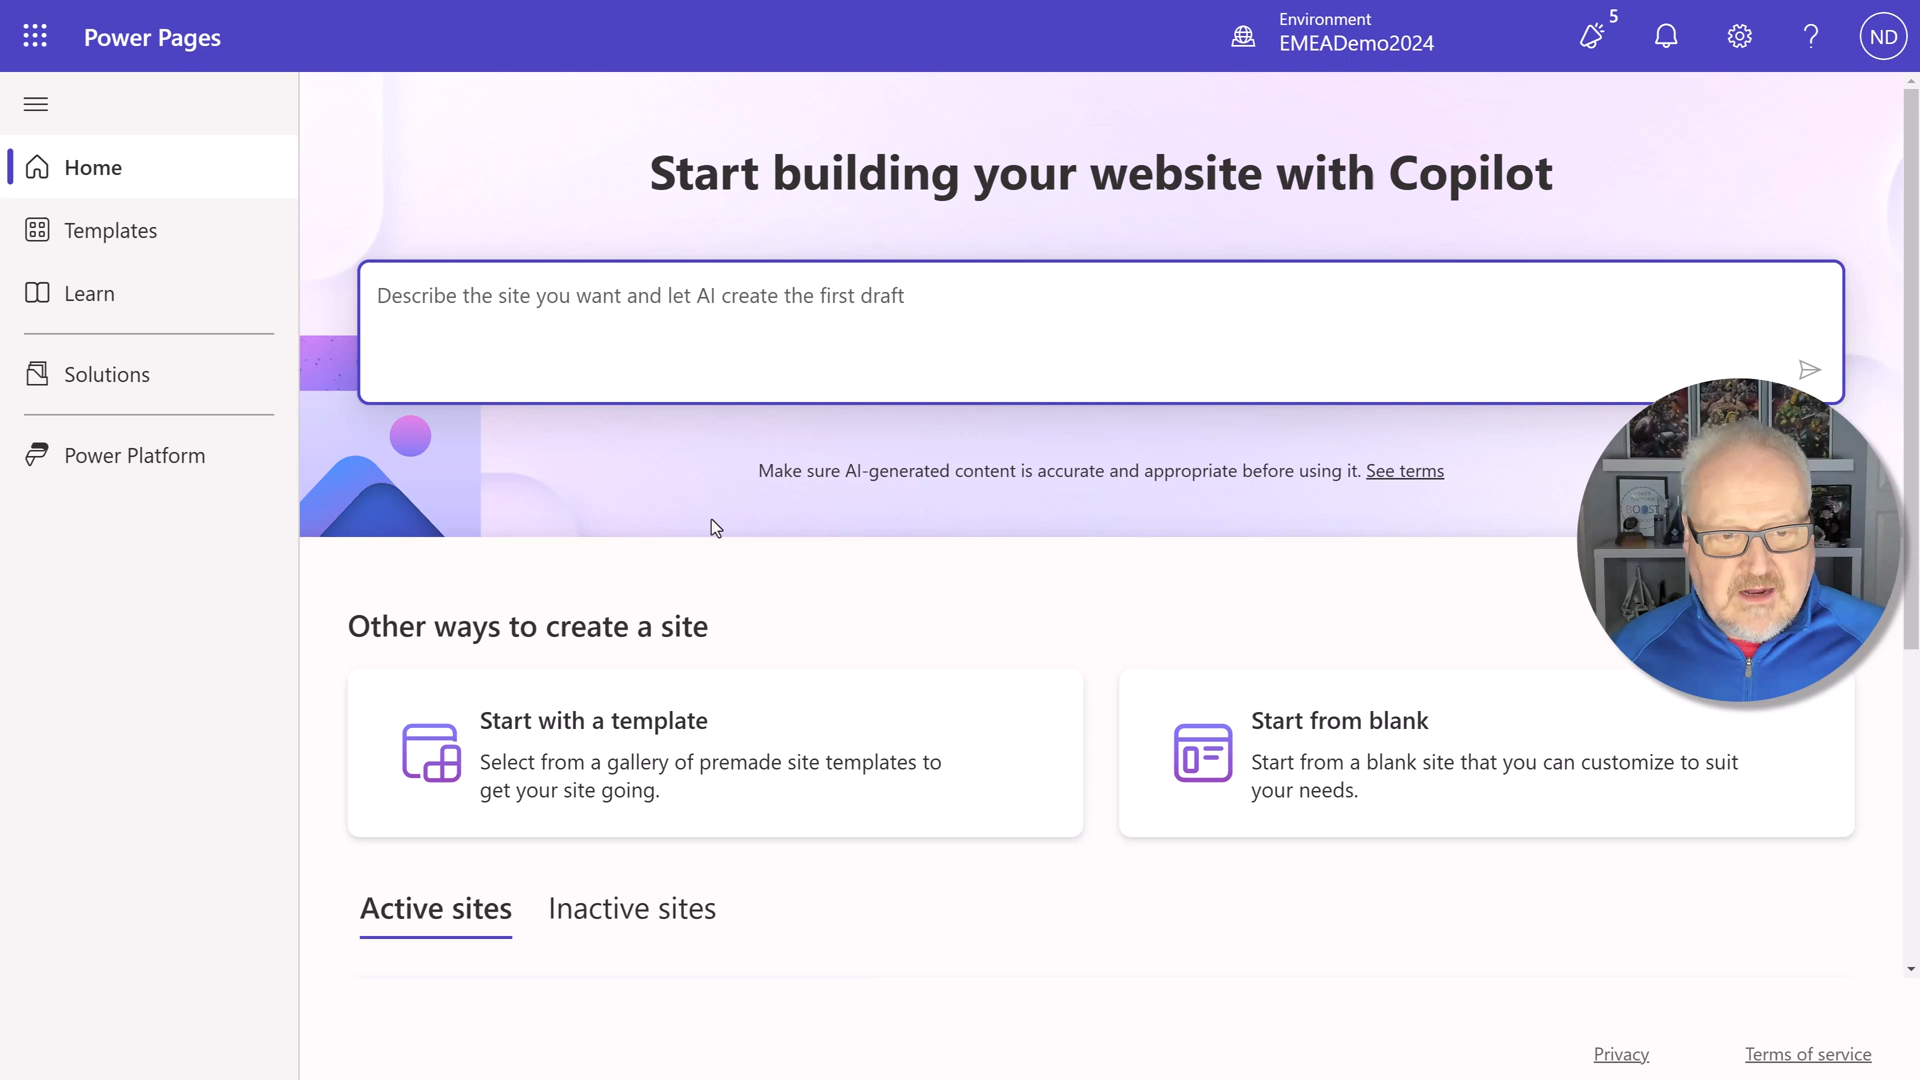 Power Pages
Environment
EMEADemo2024
5
ND
Home
Templates
Learn
Solutions
Power Platform
Start building your website with Copilot
Describe the site you want and let AI create the first draft
Make sure AI-generated content is accurate and appropriate before using it. See terms
BOOST
Other ways to create a site
Start with a template
Select from a gallery of premade site templates to
get your site going.
Start from blank
Start from a blank site that you can customize to suit
your needs.
Active sites Inactive sites
Privacy Terms of service